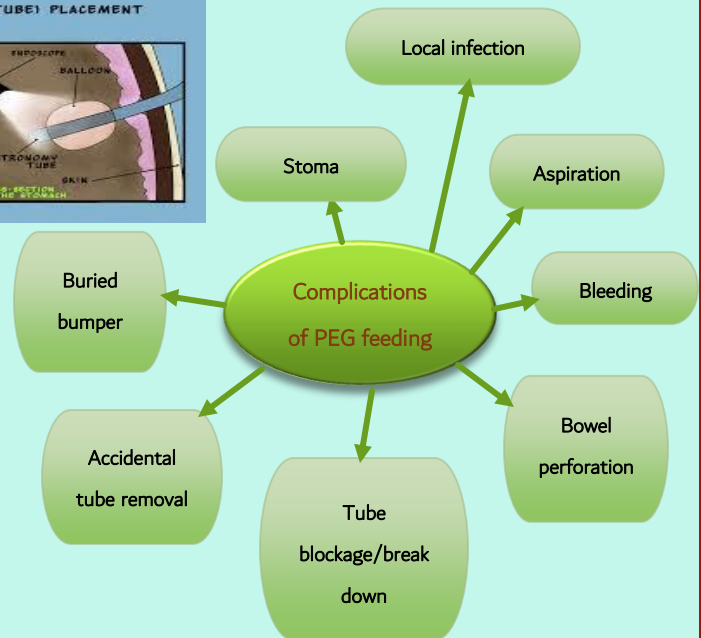 TUBE) PLACEMENT
ENDOSCOPE
BALLOON
TUBE
SKIN
THE STOMACH
Local infection
Stoma
Aspiration
Buried
bumper
Complications
of PEG feeding
Bleeding
Accidental
tube removal
Bowel
perforation
Tube
blockage/break
down